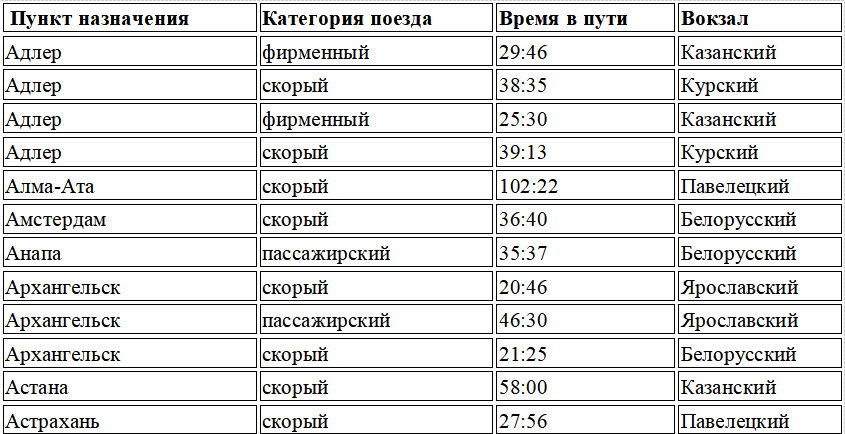 Пункт назначения Категория поезда Время в пути Вокзал
Адлер фирменный 29:46 Казанский
Адлер скорый 38:35 Курский
Адлер фирменный 25:30 Казанский
Адлер скорый 39:13 Курский
Алма-Ата скорый 102:22 Павелецкий
Амстердам скорый 36:40 Белорусский
Анапа пассажирский 35:37 Белорусский
Архангельск скорый 20:46 Ярославский
Архангельск пассажирский 46:30 Ярославский
Архангельск скорый 21:25 Белорусский
Астана скорый 58:00 Казанский
Астрахань скорый 27:56 Павелецкий